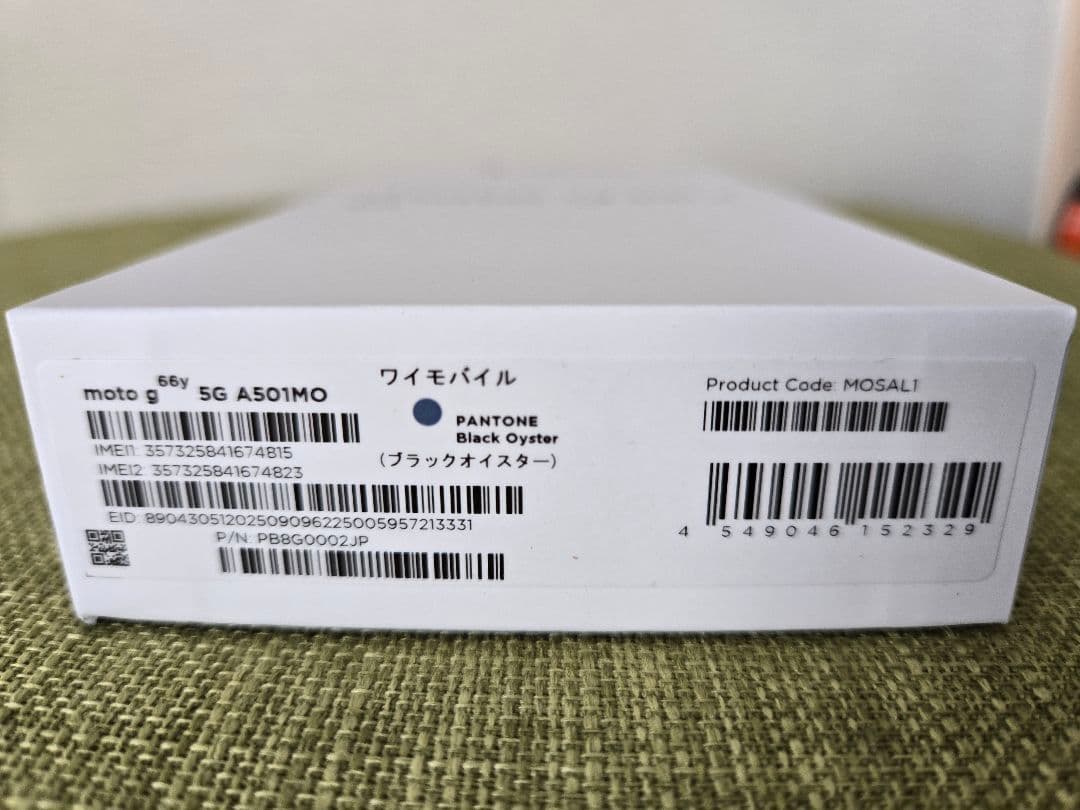 moto g66y 5G A501MO
IMEI1: 357325841674815
IMEI2: 357325841674823
EID: 89043051202509096225005957213331
P/N: PB8G0002JP
ワイモバイル
PANTONE
Black Oyster
(ブラックオイスター)
Product Code: MOSAL1
4 549046 152329